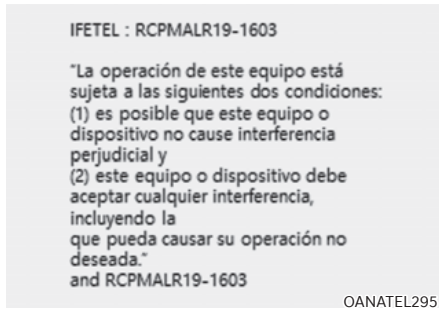 IFETEL : RCPMALR19-1603
"La operación de este equipo está
sujeta a las siguientes dos condidones:
(1) es posible que este equipo o
dispositivo no cause interferencia
perjudicial y
(2) este equipo o dispositivo debe
aceptar cualquier interferencia,
incluyendo la
que pueda causar su operación no
deseada."
and RCPMALR19-1603
OANATEL295